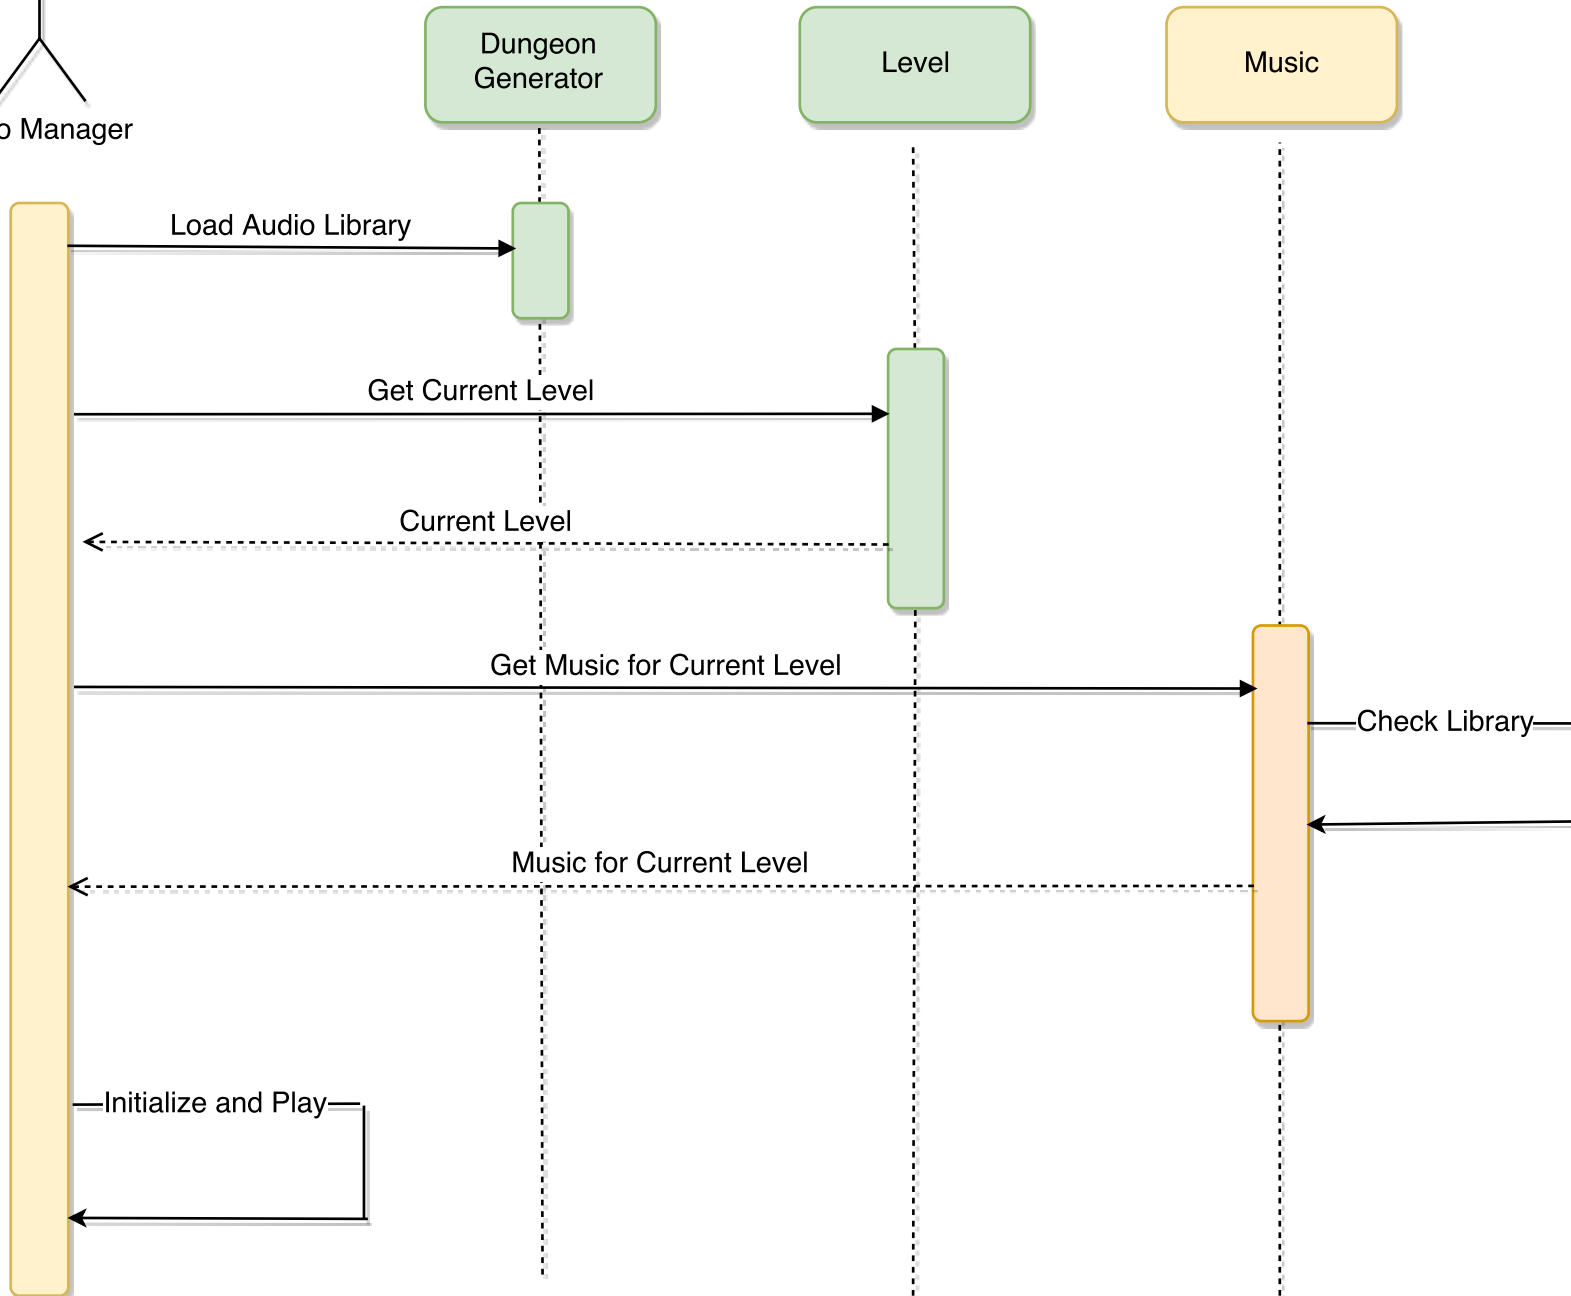 Dungeon
Generator
Level
Music
o Manager
Load Audio Library
Get Current Level
Current Level
Get Music for Current Level
Check Library
Music for Current Level
Initialize and Play